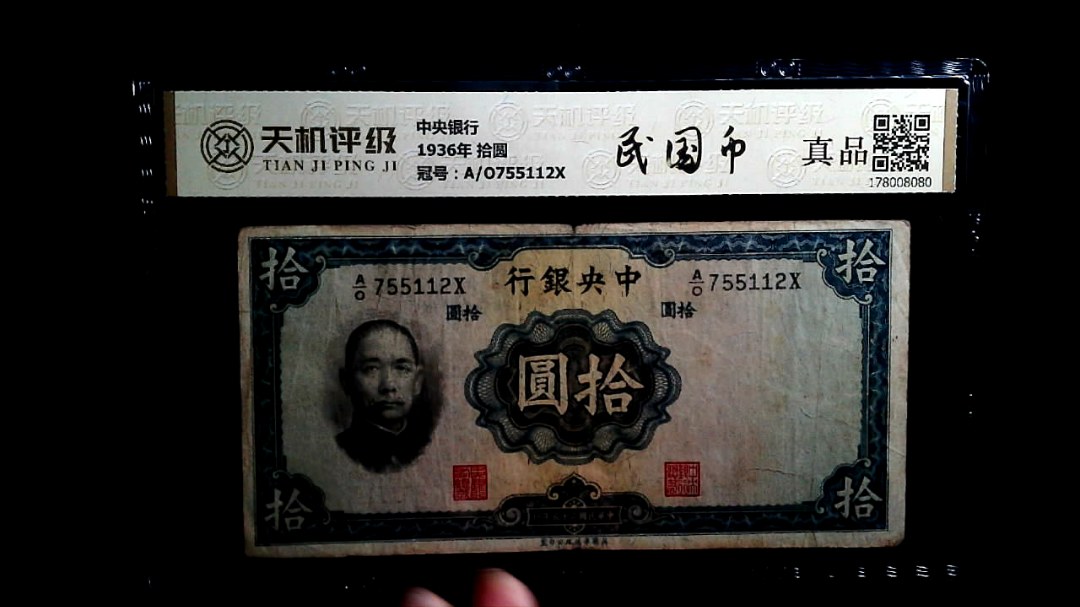 天机评级
TIAN JI PING JI
中央银行
1936年 拾圆
冠号：A/O755112X
民国币
真品
178008080
拾
拾
A/O 755112X
行銀央中
A/O 755112X
圓拾
圓拾
圓拾
拾
拾